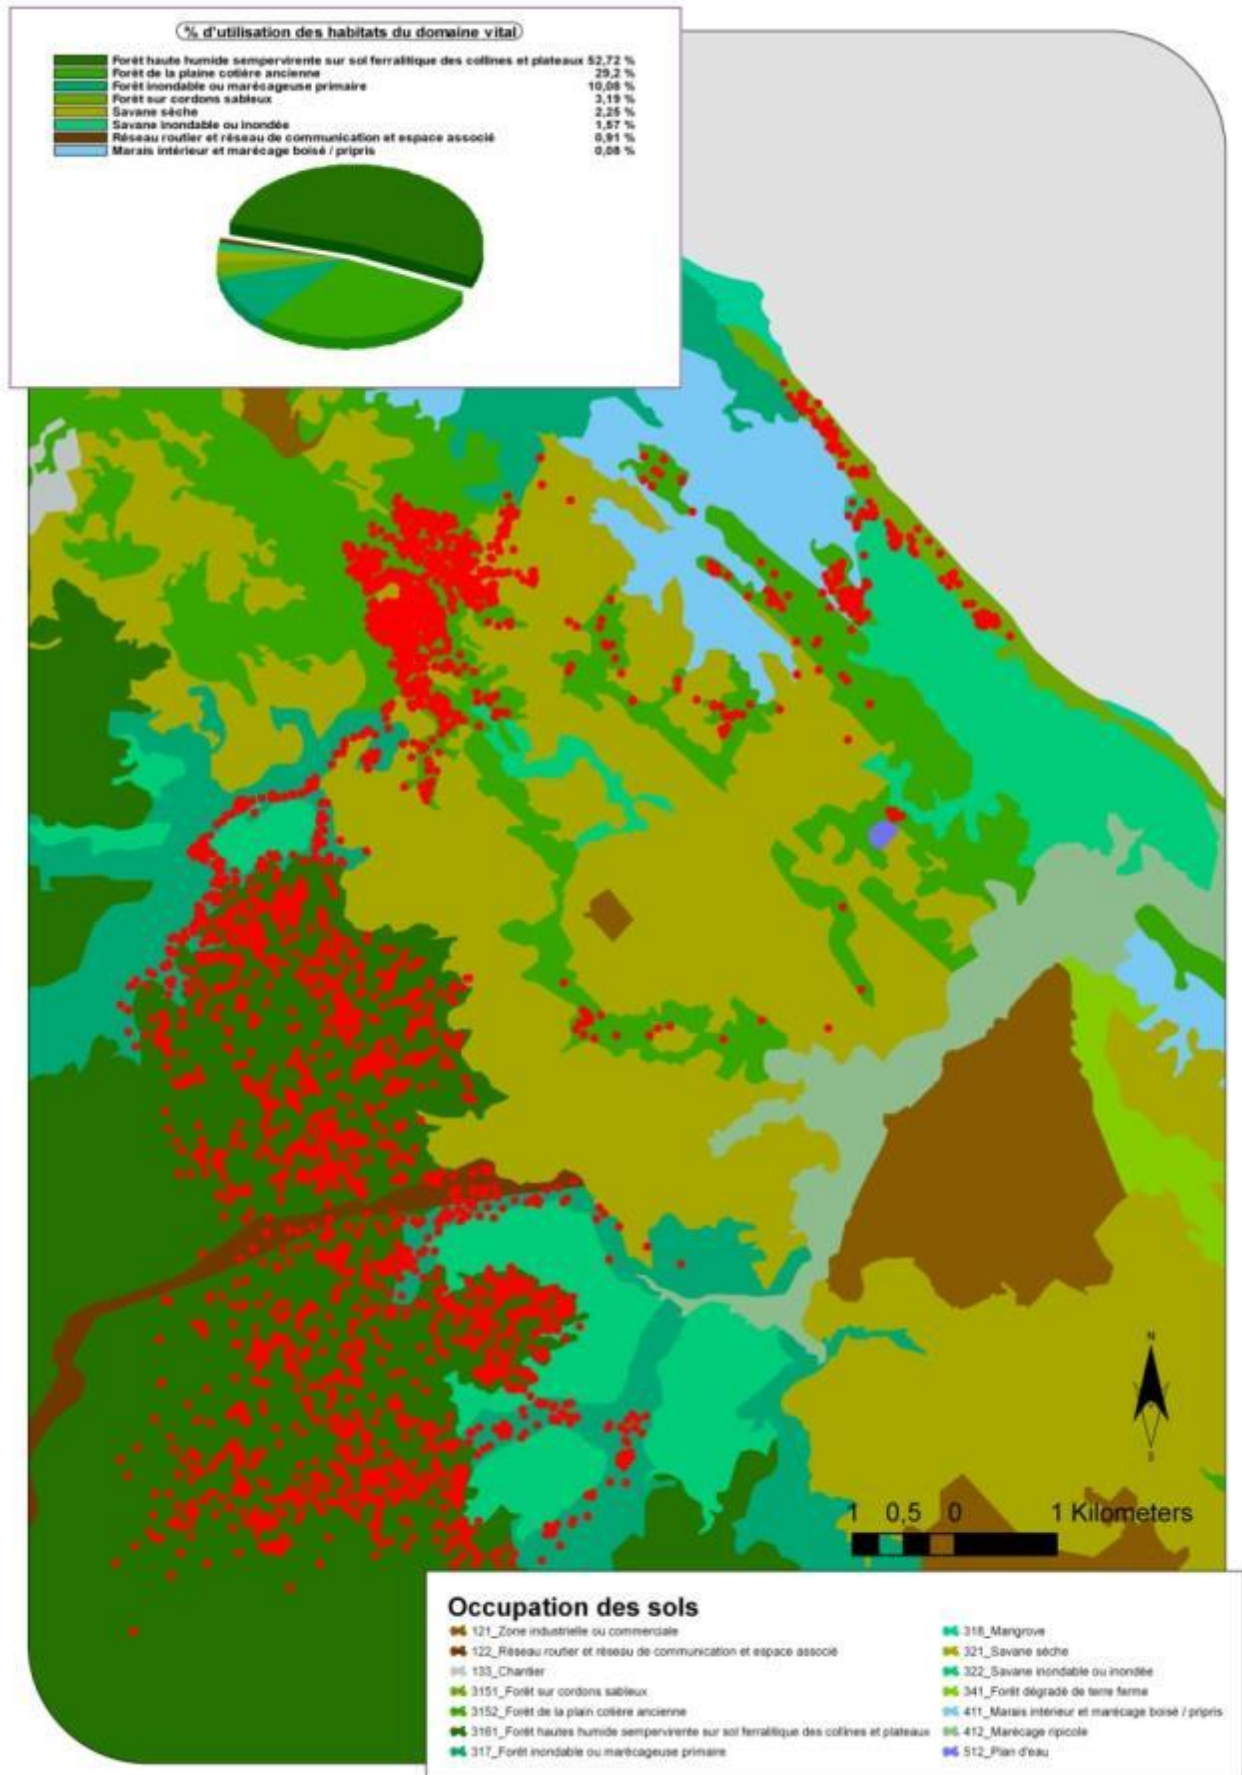 % d'utilisation des habitats du domaine vital
Forêt haute humide sempervirente sur sol ferralitique des collines et plateaux 52,72 %
Forêt de la plaine cotière ancienne 29,2 %
Forêt inondable ou marécageuse primaire 10,08 %
Forêt sur cordons sableux 3,19 %
Savane sèche 2,25 %
Savane inondable ou inondée 1,57 %
Réseau routier et réseau de communication et espace associé 0,91 %
Marais intérieur et marécage boisé / pripris 0,08 %
N
S
1 0,5 0 1 Kilometers
Occupation des sols
121_Zone industrielle ou commerciale
122_Réseau routier et réseau de communication et espace associé
133_Chantier
3151_Forêt sur cordons sableux
3152_Forêt de la plain cotière ancienne
3161_Forêt hautes humide sempervirente sur sol ferralitique des collines et plateaux
317_Forêt inondable ou marécageuse primaire
318_Mangrove
321_Savane sèche
322_Savane inondable ou inondée
341_Forêt dégradé de terre ferme
411_Marais intérieur et marécage boisé / pripris
412_Marécage ripicole
512_Plan d'eau